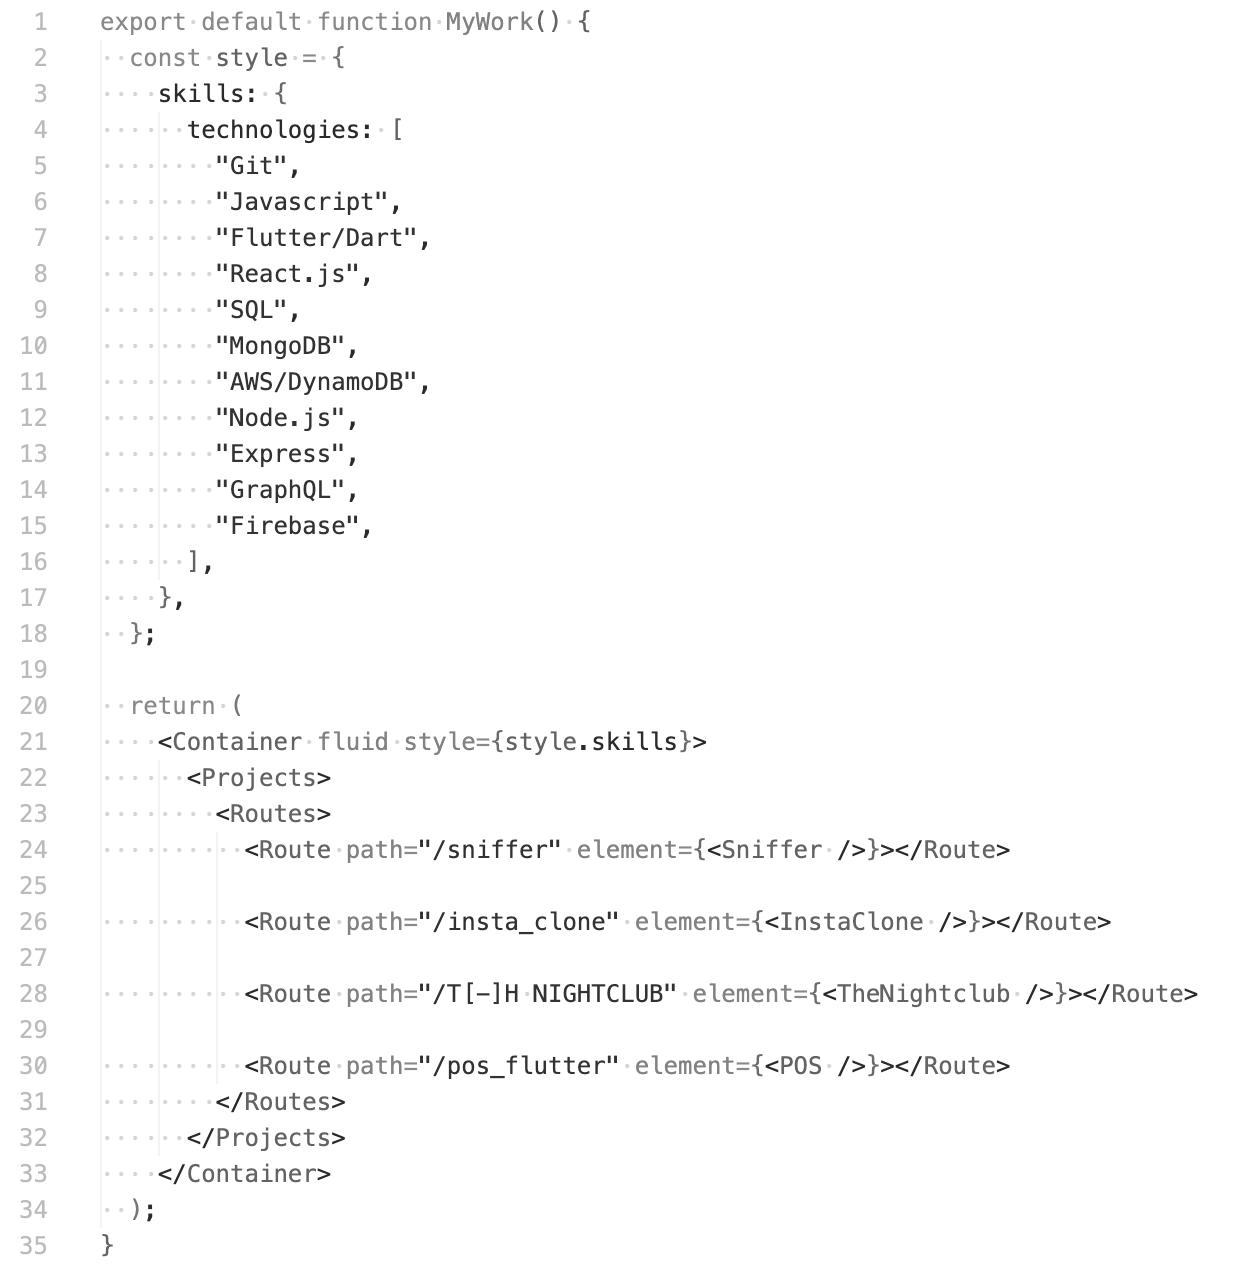 1 export default function MyWork() {
2   const style = {
3     skills: {
4       technologies: [
5         "Git",
6         "Javascript",
7         "Flutter/Dart",
8         "React.js",
9         "SQL",
10         "MongoDB",
11         "AWS/DynamoDB",
12         "Node.js",
13         "Express",
14         "GraphQL",
15         "Firebase",
16       ],
17     },
18   };
19
20   return (
21     <Container fluid style={style.skills}>
22       <Projects>
23         <Routes>
24           <Route path="/sniffer" element={<Sniffer />}></Route>
25
26           <Route path="/insta_clone" element={<InstaClone />}></Route>
27
28           <Route path="/T[-]H NIGHTCLUB" element={<TheNightclub />}></Route>
29
30           <Route path="/pos_flutter" element={<POS />}></Route>
31         </Routes>
32       </Projects>
33     </Container>
34   );
35 }